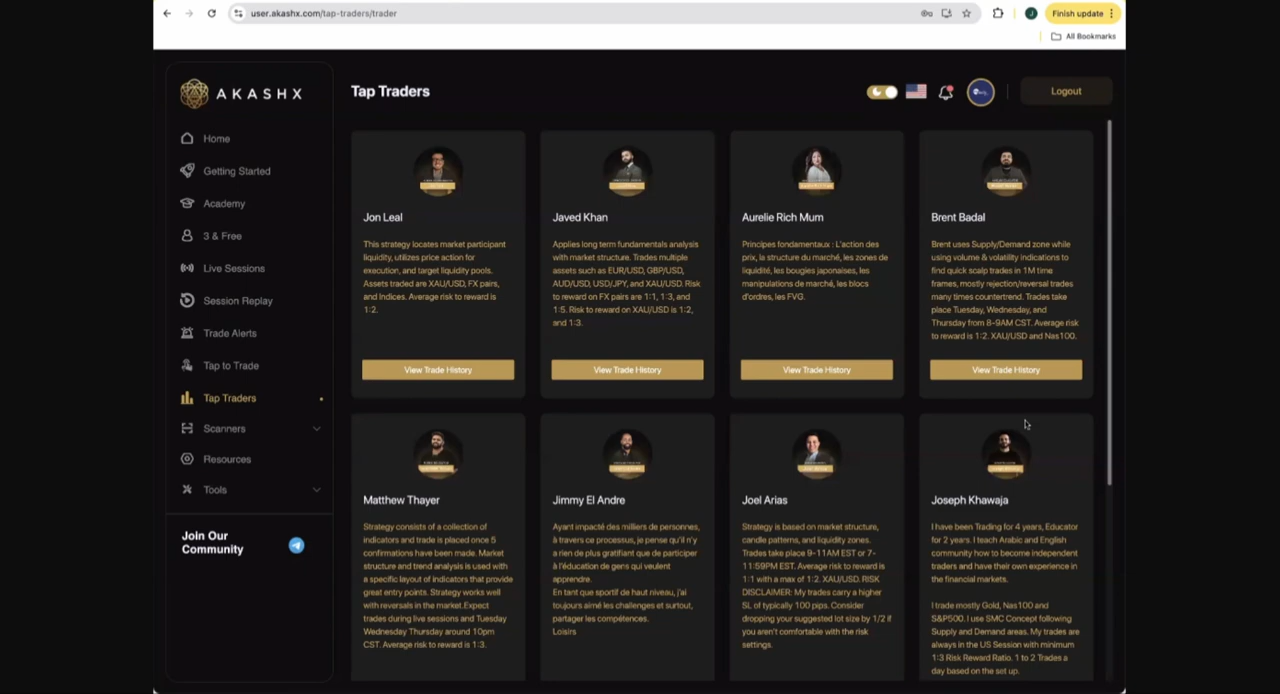 user.akashx.com/tap-traders/trader
Finish update
All Bookmarks
AKASHX
Tap Traders
Logout
Home
Getting Started
Academy
3 & Free
Live Sessions
Session Replay
Trade Alerts
Tap to Trade
Tap Traders
Scanners
Resources
Tools
Join Our
Community
Jon Leal
This strategy locates market participant
liquidity, utilizes price action for
execution, and target liquidity pools.
Assets traded are XAU/USD, FX pairs,
and Indices. Average risk to reward is
1:2.
View Trade History
Javed Khan
Applies long term fundamentals analysis
with market structure. Trades multiple
assets such as EUR/USD, GBP/USD,
AUD/USD, USD/JPY, and XAU/USD. Risk
to reward on FX pairs are 1:1, 1:3, and
1:5. Risk to reward on XAU/USD is 1:2,
and 1:3.
View Trade History
Aurelie Rich Mum
Principes fondamentaux : L'action des
prix, la structure du marché, les zones de
liquidité, les bougies japonaises, les
manipulations de marché, les blocs
d'ordres, les FVG.
View Trade History
Brent Badal
Brent uses Supply/Demand zone while
using volume & volatility indications to
find quick scalp trades in 1M time
frames, mostly rejection/reversal trades
many times countertrend. Trades take
place Tuesday, Wednesday, and
Thursday from 8-9AM CST. Average risk
to reward is 1:2. XAU/USD and Nas100.
View Trade History
Matthew Thayer
Strategy consists of a collection of
indicators and trade is placed once 5
confirmations have been made. Market
structure and trend analysis is used with
a specific layout of indicators that provide
great entry points. Strategy works well
with reversals in the market.Expect
trades during live sessions and Tuesday
Wednesday Thursday around 10pm
CST. Average risk to reward is 1:3.
Jimmy El Andre
Ayant impacté des milliers de personnes,
à travers ce processus, je pense qu'il n'y
a rien de plus gratifiant que de participer
à l'éducation de gens qui veulent
apprendre.
En tant que sportif de haut niveau, j'ai
toujours aimé les challenges et surtout,
partager les compétences.
Loisirs
Joel Arias
Strategy is based on market structure,
candle patterns, and liquidity zones.
Trades take place 9-11AM EST or 7-
11:59PM EST. Average risk to reward is
1:1 with a max of 1:2. XAU/USD. RISK
DISCLAIMER: My trades carry a higher
SL of typically 100 pips. Consider
dropping your suggested lot size by 1/2 if
you aren't comfortable with the risk
settings.
Joseph Khawaja
I have been Trading for 4 years, Educator
for 2 years. I teach Arabic and English
community how to become independent
traders and have their own experience in
the financial markets.
I trade mostly Gold, Nas100 and
S&P500. I use SMC Concept following
Supply and Demand areas. My trades are
always in the US Session with minimum
1:3 Risk Reward Ratio. 1 to 2 Trades a
day based on the set up.